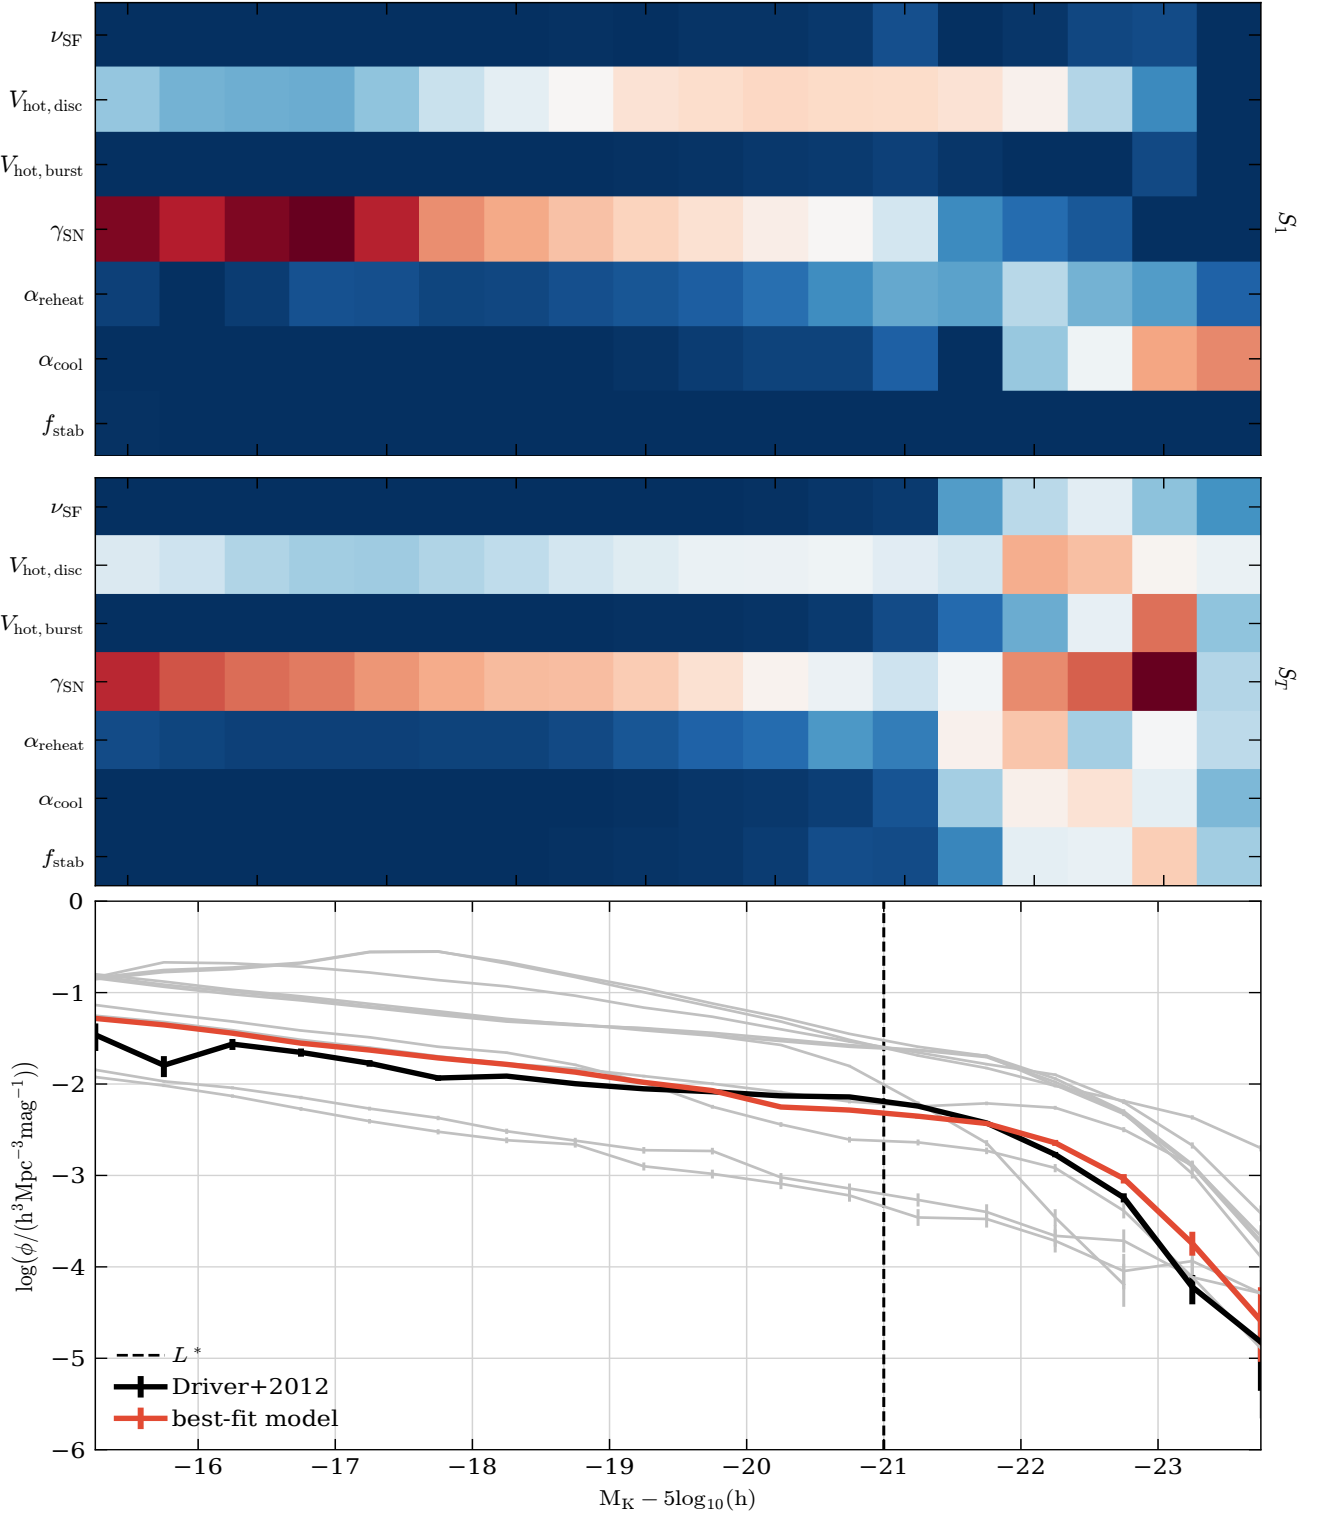 ν_SF
V_hot, disc
V_hot, burst
γ_SN
α_reheat
α_cool
f_stab
S_1
ν_SF
V_hot, disc
V_hot, burst
γ_SN
α_reheat
α_cool
f_stab
S_T
0
−1
−2
−3
−4
−5
−6
log(ϕ/(h^3Mpc^−3mag^−1))
L*
Driver+2012
best-fit model
−16 −17 −18 −19 −20 −21 −22 −23
M_K − 5log_10(h)